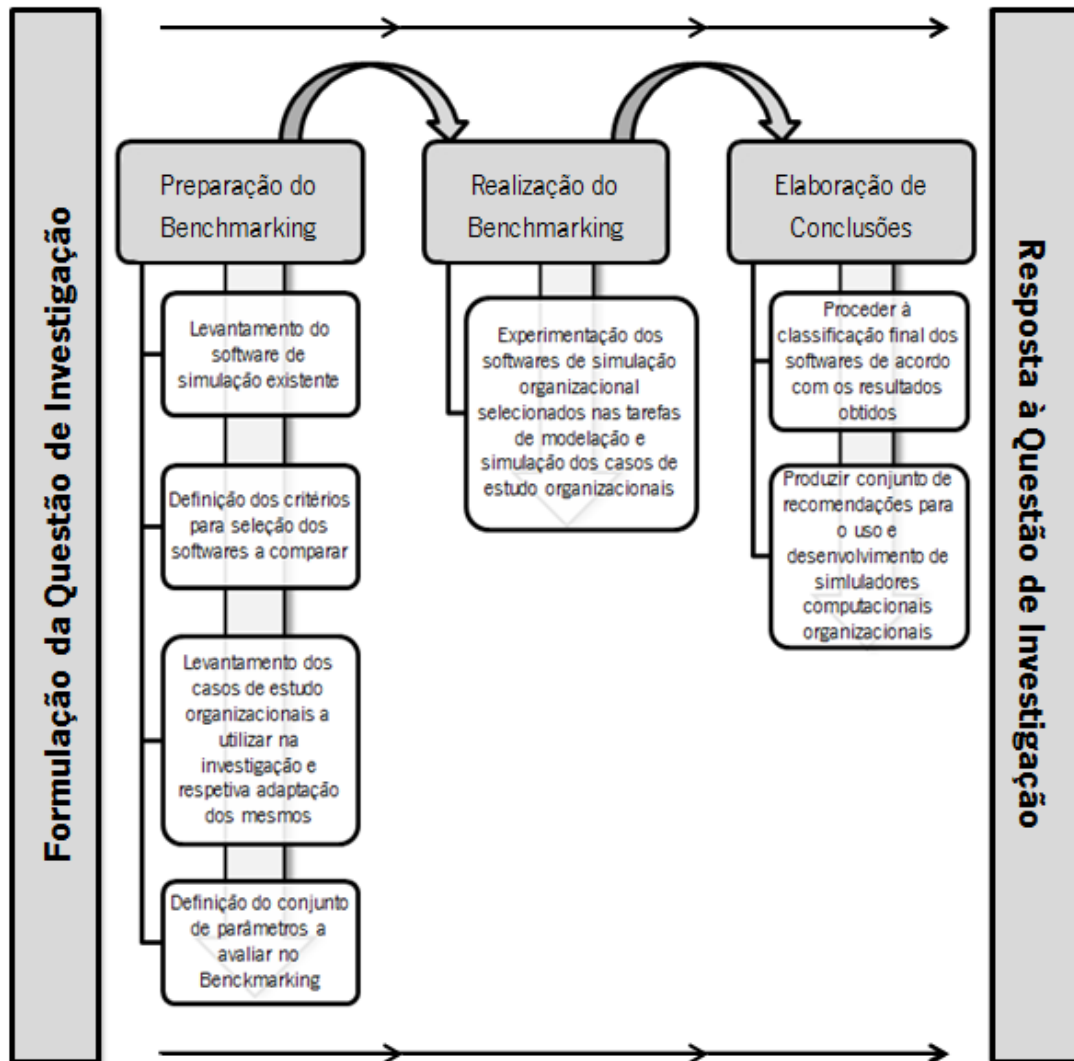 Formulação da Questão de Investigação
Preparação do
Benchmarking
Levantamento do
software de
simulação existente
Definição dos critérios
para seleção dos
softwares a comparar
Levantamento dos
casos de estudo
organizacionais a
utilizar na
investigação e
respetiva adaptação
dos mesmos
Definição do conjunto
de parâmetros a
avaliar no
Benckmarking
Realização do
Benchmarking
Experimentação dos
softwares de simulação
organizacional
selecionados nas tarefas
de modelação e
simulação dos casos de
estudo organizacionais
Elaboração de
Conclusões
Proceder à
classificação final dos
softwares de acordo
com os resultados
obtidos
Produzir conjunto de
recomendações para
o uso e
desenvolvimento de
simluladores
computacionais
organizacionais
Resposta à Questão de Investigação